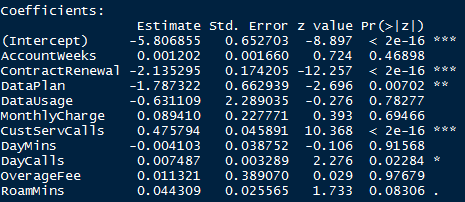 Coefficients:
                 Estimate Std. Error z value Pr(>|z|)
(Intercept)     -5.806855   0.652703  -8.897  < 2e-16 ***
AccountWeeks     0.001202   0.001660   0.724  0.46898
ContractRenewal -2.135295   0.174205 -12.257  < 2e-16 ***
DataPlan        -1.787322   0.662939  -2.696  0.00702 **
DataUsage       -0.631109   2.289035  -0.276  0.78277
MonthlyCharge    0.089410   0.227771   0.393  0.69466
CustServCalls    0.475794   0.045891  10.368  < 2e-16 ***
DayMins         -0.004103   0.038752  -0.106  0.91568
DayCalls         0.007487   0.003289   2.276  0.02284 *
OverageFee       0.011321   0.389070   0.029  0.97679
RoamMins         0.044309   0.025565   1.733  0.08306 .